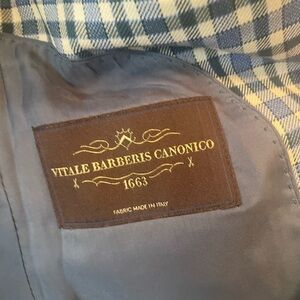 VITALE BARBERIS CANONICO
1663
FABRIC MADE IN ITALY